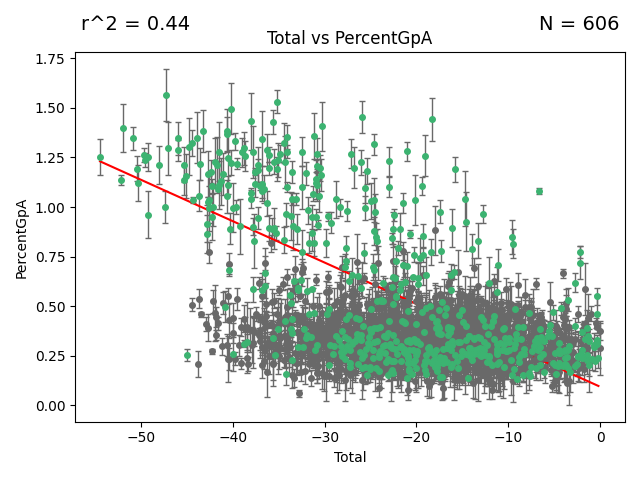 r^2 = 0.44
N = 606
Total vs PercentGpA
1.75
1.50
1.25
1.00
0.75
0.50
0.25
0.00
PercentGpA
−50
−40
−30
−20
−10
0
Total